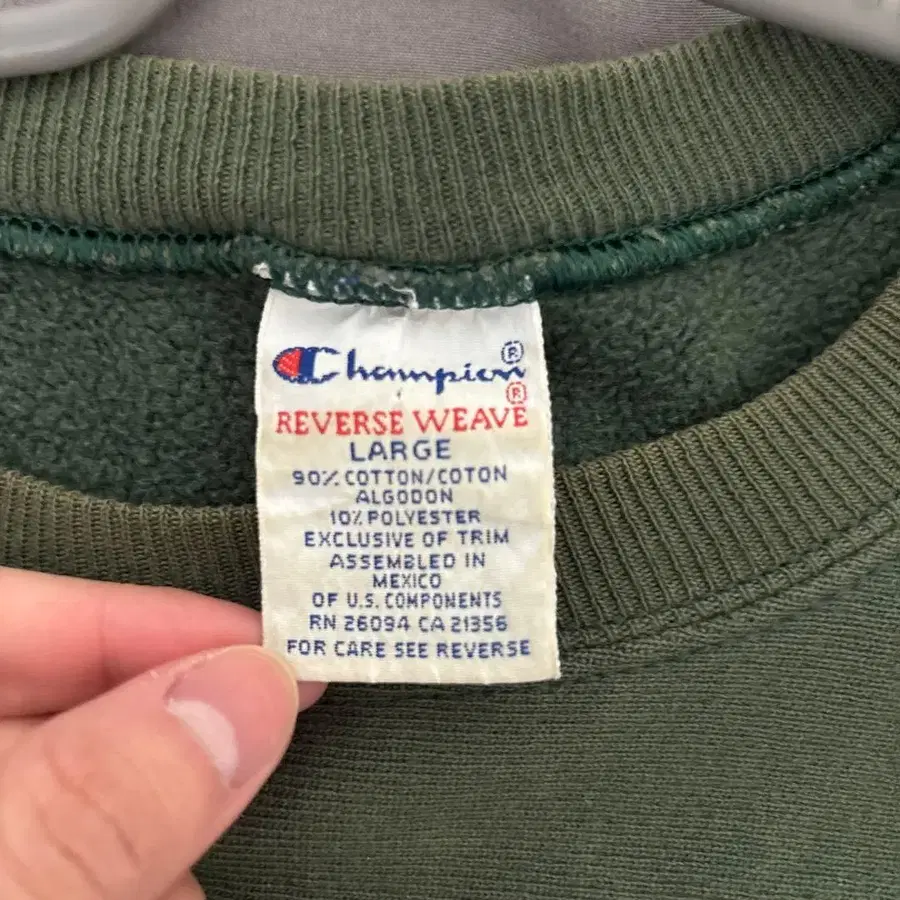 Champion®
®
REVERSE WEAVE
LARGE
90% COTTON/COTON
ALGODON
10% POLYESTER
EXCLUSIVE OF TRIM
ASSEMBLED IN
MEXICO
OF U.S. COMPONENTS
RN 26094 CA 21356
FOR CARE SEE REVERSE